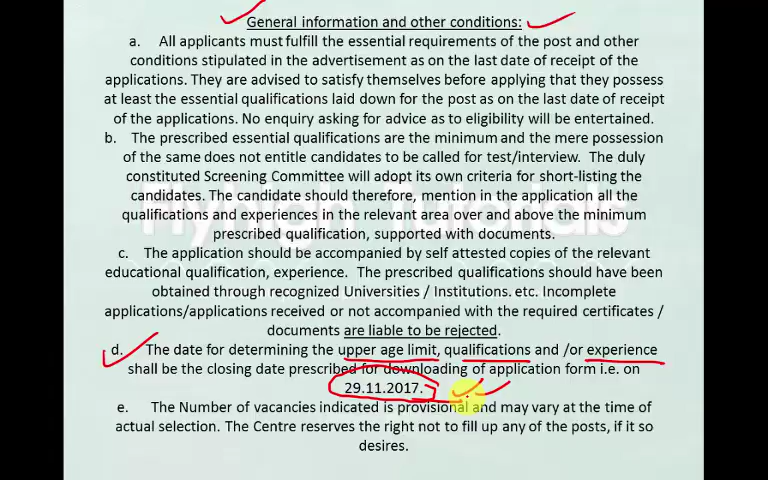 General information and other conditions:
a. All applicants must fulfill the essential requirements of the post and other
conditions stipulated in the advertisement as on the last date of receipt of the
applications. They are advised to satisfy themselves before applying that they possess
at least the essential qualifications laid down for the post as on the last date of receipt
of the applications. No enquiry asking for advice as to eligibility will be entertained.
b. The prescribed essential qualifications are the minimum and the mere possession
of the same does not entitle candidates to be called for test/interview. The duly
constituted Screening Committee will adopt its own criteria for short-listing the
candidates. The candidate should therefore, mention in the application all the
qualifications and experiences in the relevant area over and above the minimum
prescribed qualification, supported with documents.
Flyhigh Tutorials
c. The application should be accompanied by self attested copies of the relevant
educational qualification, experience. The prescribed qualifications should have been
obtained through recognized Universities / Institutions. etc. Incomplete
applications/applications received or not accompanied with the required certificates /
documents are liable to be rejected.
d. The date for determining the upper age limit, qualifications and /or experience
shall be the closing date prescribed for downloading of application form i.e. on
29.11.2017.
e. The Number of vacancies indicated is provisional and may vary at the time of
actual selection. The Centre reserves the right not to fill up any of the posts, if it so
desires.